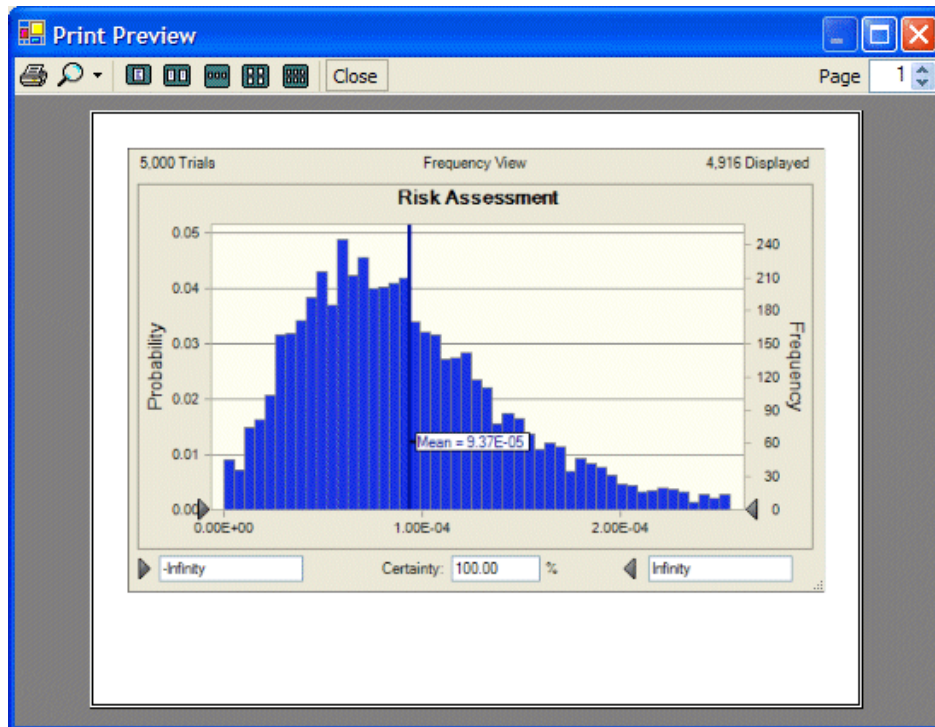 Print Preview
Close Page 1
5,000 Trials Frequency View 4,916 Displayed
Risk Assessment
Probability
0.05
0.04
0.03
0.02
0.01
0.00
Mean = 9.37E-05
240
210
180
150
120
90
60
30
0
Frequency
0.00E+00 1.00E-04 2.00E-04
-Infinity Certainty: 100.00 % Infinity